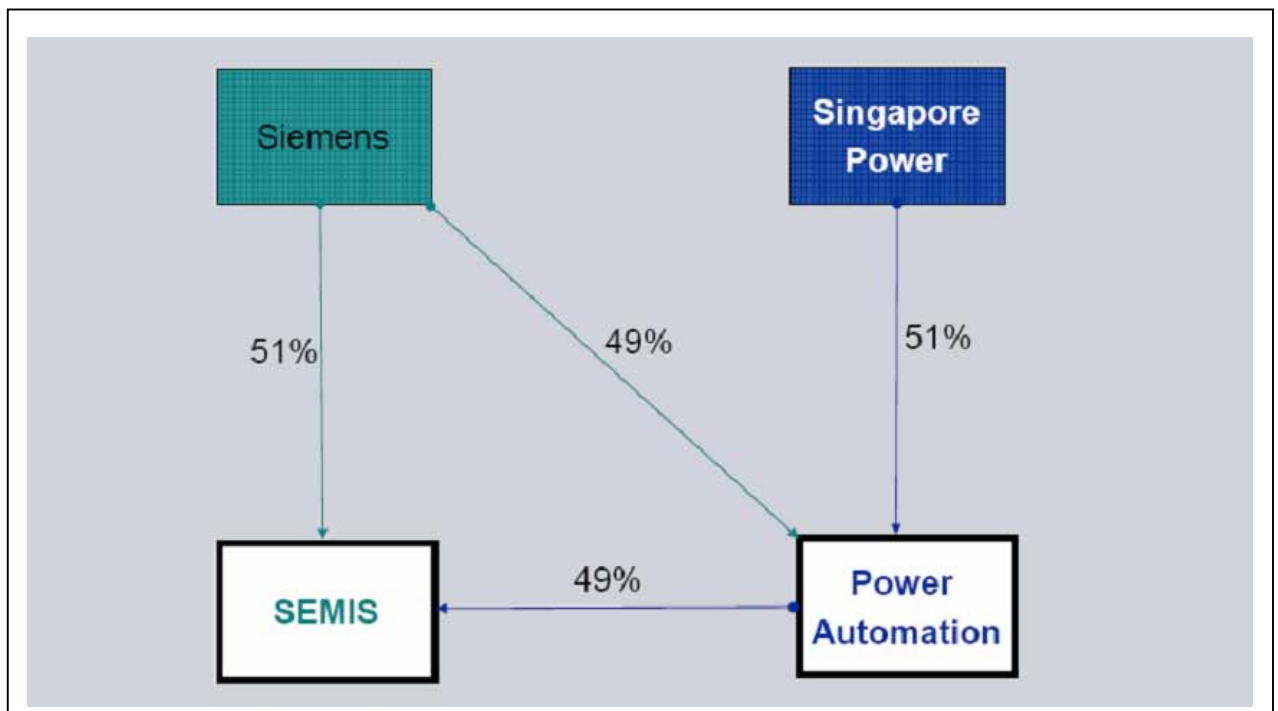 Siemens
Singapore
Power
51%
49%
51%
49%
SEMIS
Power
Automation